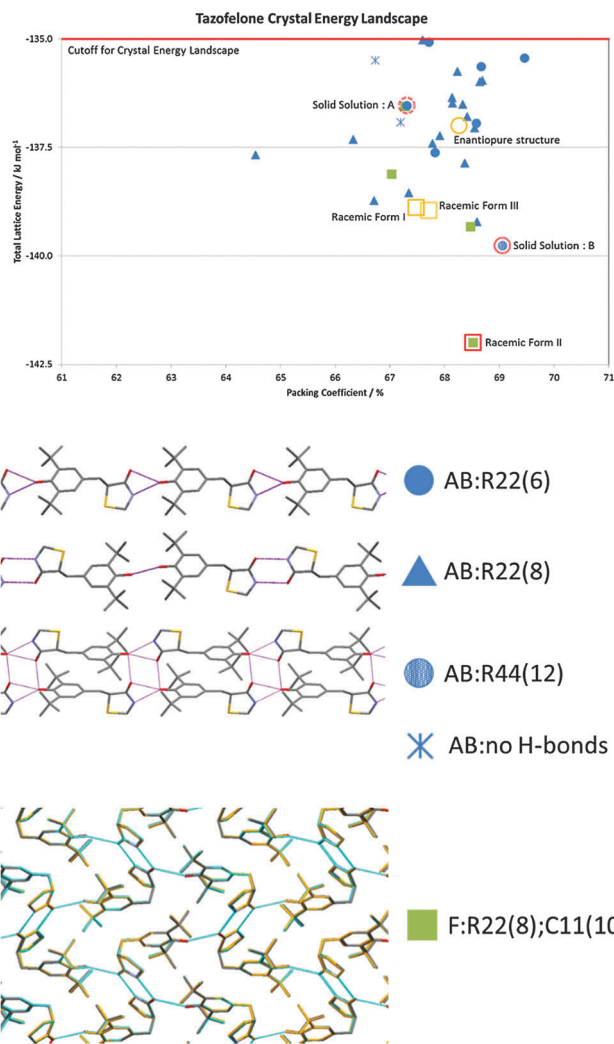 Tazofelone Crystal Energy Landscape
-135.0
Cutoff for Crystal Energy Landscape
Solid Solution : A
Enantiopure structure
-137.5
Total Lattice Energy / kJ mol⁻¹
Racemic Form I
Racemic Form III
Solid Solution : B
-140.0
Racemic Form II
-142.5
61 62 63 64 65 66 67 68 69 70 71
Packing Coefficient / %
AB:R22(6)
AB:R22(8)
AB:R44(12)
AB:no H-bonds
F:R22(8);C11(10